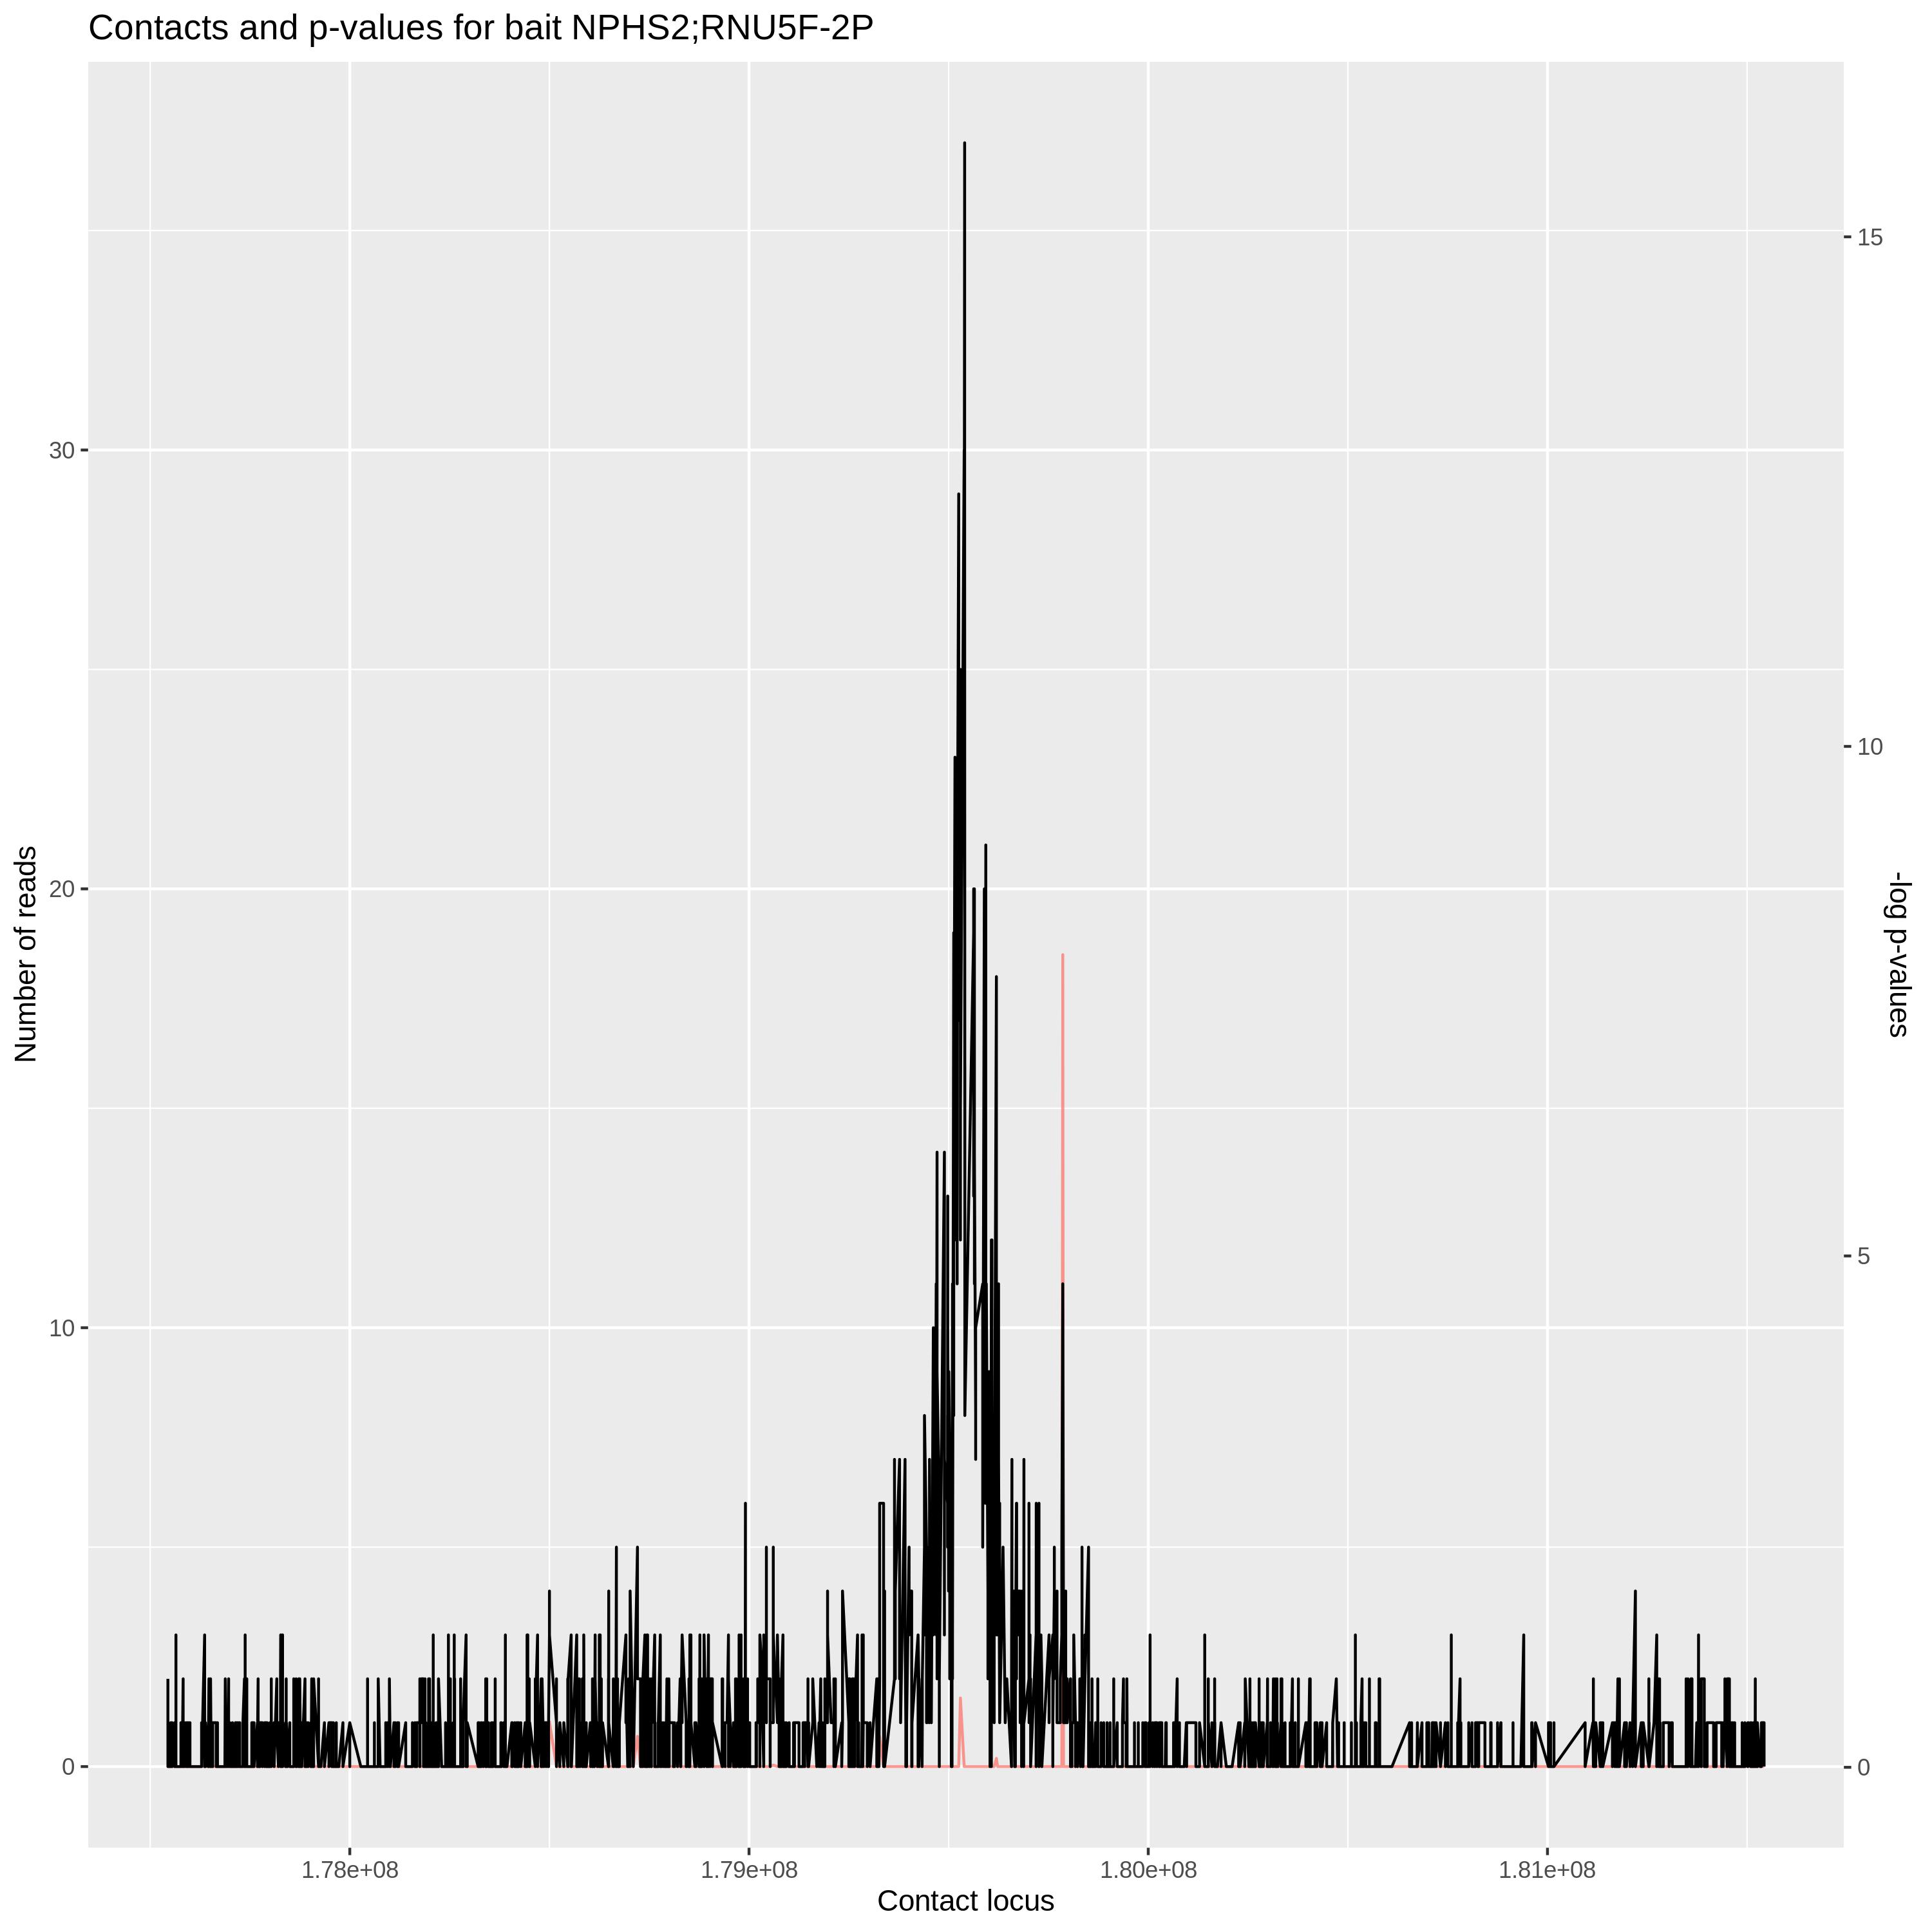 Contacts and p-values for bait NPHS2;RNU5F-2P
Number of reads
30
20
10
0
15
10
5
0
-log p-values
1.78e+08
1.79e+08
1.80e+08
1.81e+08
Contact locus